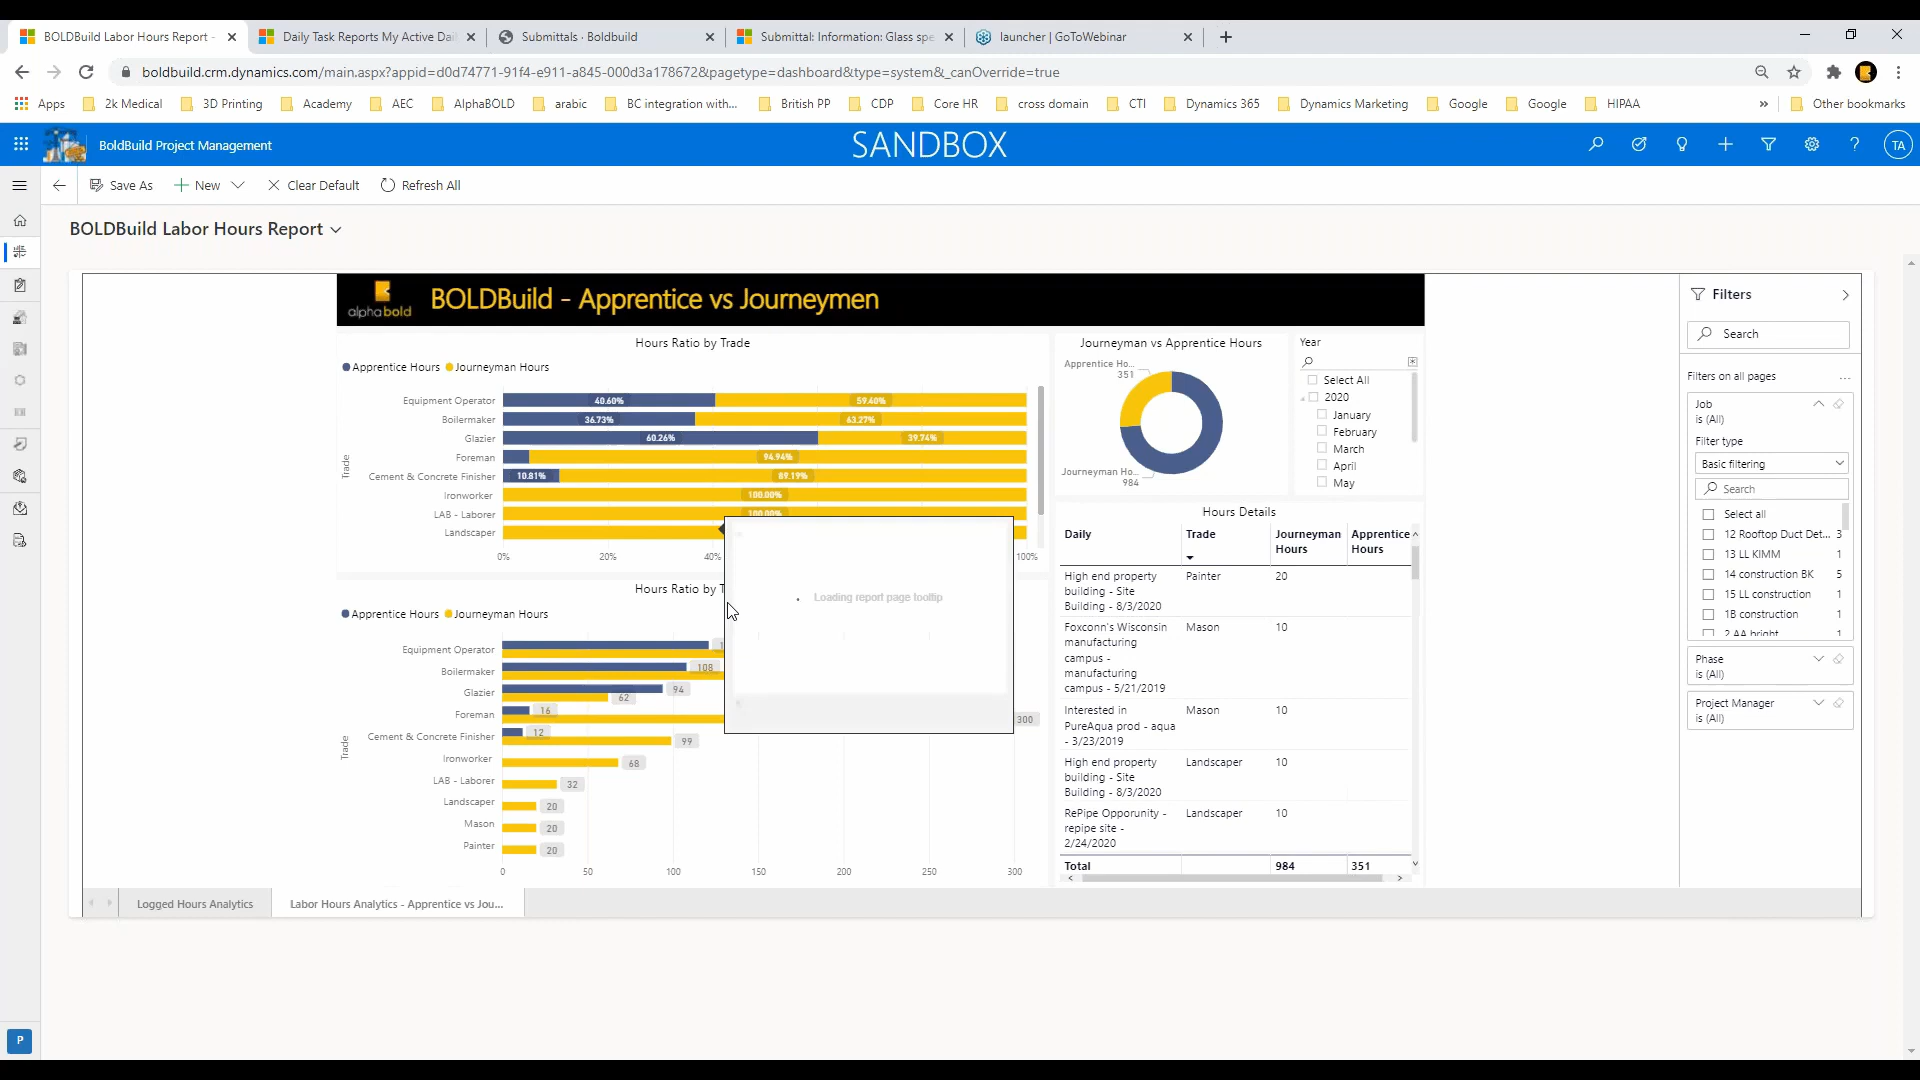 BOLDBuild Labor Hours Report -
Daily Task Reports My Active Dai
Submittals · Boldbuild
Submittal: Information: Glass spe
launcher | GoToWebinar
boldbuild.crm.dynamics.com/main.aspx?appid=d0d74771-91f4-e911-a845-000d3a178672&pagetype=dashboard&type=system&_canOverride=true
Apps 2k Medical 3D Printing Academy AEC AlphaBOLD arabic BC integration with... British PP CDP Core HR cross domain CTI Dynamics 365 Dynamics Marketing Google Google HIPAA » Other bookmarks
BoldBuild Project Management
SANDBOX
TA
Save As New Clear Default Refresh All
BOLDBuild Labor Hours Report
alphabold
BOLDBuild - Apprentice vs Journeymen
Hours Ratio by Trade
Apprentice Hours Journeyman Hours
Trade
Equipment Operator 40.60% 59.40%
Boilermaker 36.73% 63.27%
Glazier 60.26% 39.74%
Foreman 94.94%
Cement & Concrete Finisher 10.81% 89.19%
Ironworker 100.00%
LAB - Laborer 100.00%
Landscaper
0% 20% 40% 100%
Loading report page tooltip
Hours Ratio by T
Apprentice Hours Journeyman Hours
Trade
Equipment Operator 1
Boilermaker 108
Glazier 94
62
Foreman 16
300
Cement & Concrete Finisher 12
99
Ironworker 68
LAB - Laborer 32
Landscaper 20
Mason 20
Painter 20
0 50 100 150 200 250 300
Journeyman vs Apprentice Hours
Apprentice Ho...
351
Journeyman Ho...
984
Year
Select All
2020
January
February
March
April
May
Hours Details
Daily Trade Journeyman Hours Apprentice Hours
High end property Painter 20
building - Site
Building - 8/3/2020
Foxconn's Wisconsin Mason 10
manufacturing
campus -
manufacturing
campus - 5/21/2019
Interested in Mason 10
PureAqua prod - aqua
- 3/23/2019
High end property Landscaper 10
building - Site
Building - 8/3/2020
RePipe Opporunity - Landscaper 10
repipe site -
2/24/2020
Total 984 351
Filters
Search
Filters on all pages ...
Job
is (All)
Filter type
Basic filtering
Search
Select all
12 Rooftop Duct Det... 3
13 LL KIMM 1
14 construction BK 5
15 LL construction 1
1B construction 1
2 AA bright 1
Phase
is (All)
Project Manager
is (All)
Logged Hours Analytics
Labor Hours Analytics - Apprentice vs Jou...
P